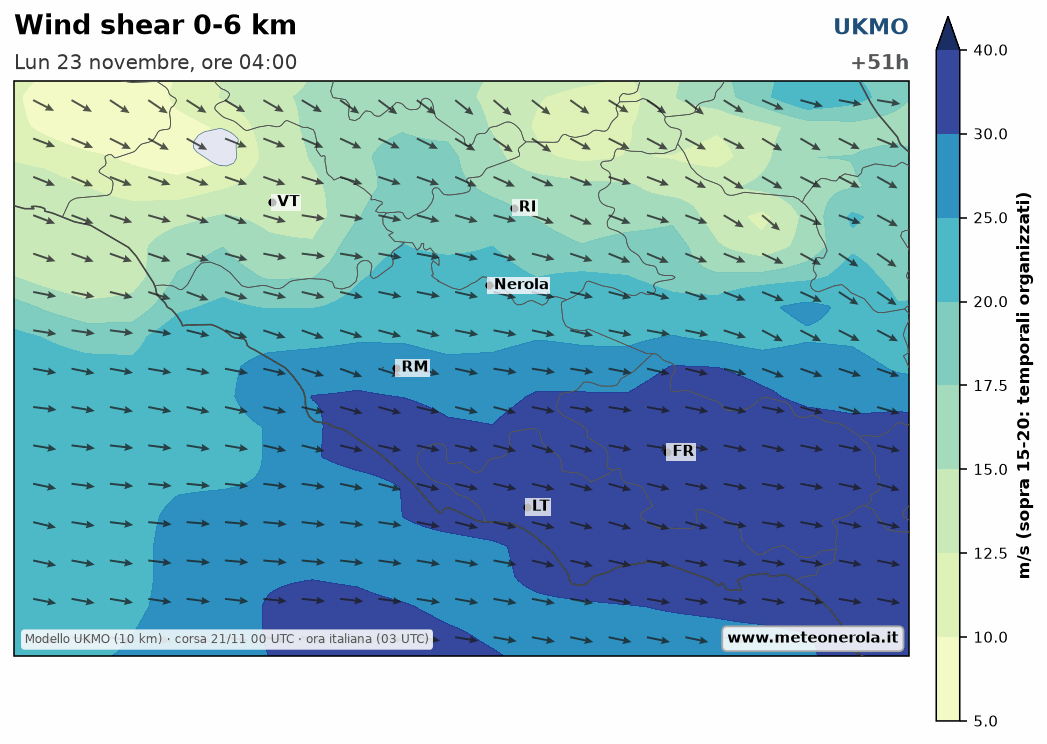 Wind shear 0-6 km
UKMO
Lun 23 novembre, ore 04:00
+51h
VT
RI
Nerola
RM
FR
LT
Modello UKMO (10 km) · corsa 21/11 00 UTC · ora italiana (03 UTC)
www.meteonerola.it
40.0
30.0
25.0
20.0
17.5
15.0
12.5
10.0
5.0
m/s (sopra 15-20: temporali organizzati)